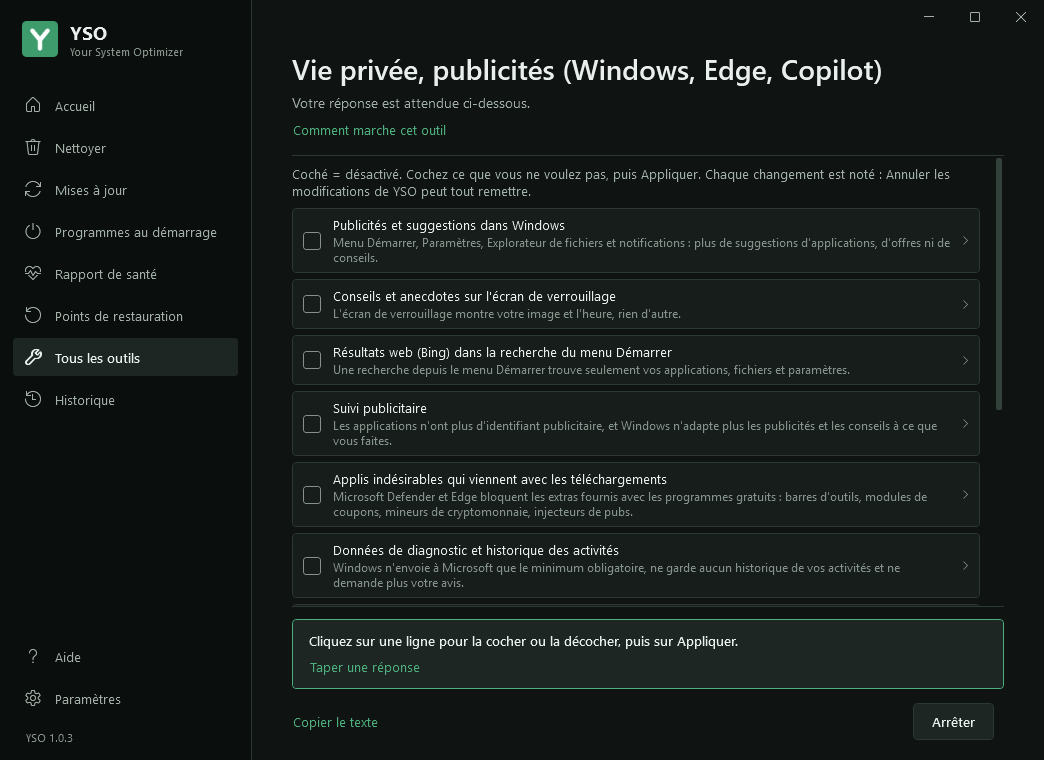 YSO
Your System Optimizer
Accueil
Nettoyer
Mises à jour
Programmes au démarrage
Rapport de santé
Points de restauration
Tous les outils
Historique
Aide
Paramètres
YSO 1.0.3
Vie privée, publicités (Windows, Edge, Copilot)
Votre réponse est attendue ci-dessous.
Comment marche cet outil
Coché = désactivé. Cochez ce que vous ne voulez pas, puis Appliquer. Chaque changement est noté : Annuler les
modifications de YSO peut tout remettre.
Publicités et suggestions dans Windows
Menu Démarrer, Paramètres, Explorateur de fichiers et notifications : plus de suggestions d'applications, d'offres ni de
conseils.
Conseils et anecdotes sur l'écran de verrouillage
L'écran de verrouillage montre votre image et l'heure, rien d'autre.
Résultats web (Bing) dans la recherche du menu Démarrer
Une recherche depuis le menu Démarrer trouve seulement vos applications, fichiers et paramètres.
Suivi publicitaire
Les applications n'ont plus d'identifiant publicitaire, et Windows n'adapte plus les publicités et les conseils à ce que
vous faites.
Applis indésirables qui viennent avec les téléchargements
Microsoft Defender et Edge bloquent les extras fournis avec les programmes gratuits : barres d'outils, modules de
coupons, mineurs de cryptomonnaie, injecteurs de pubs.
Données de diagnostic et historique des activités
Windows n'envoie à Microsoft que le minimum obligatoire, ne garde aucun historique de vos activités et ne
demande plus votre avis.
Cliquez sur une ligne pour la cocher ou la décocher, puis sur Appliquer.
Taper une réponse
Copier le texte
Arrêter